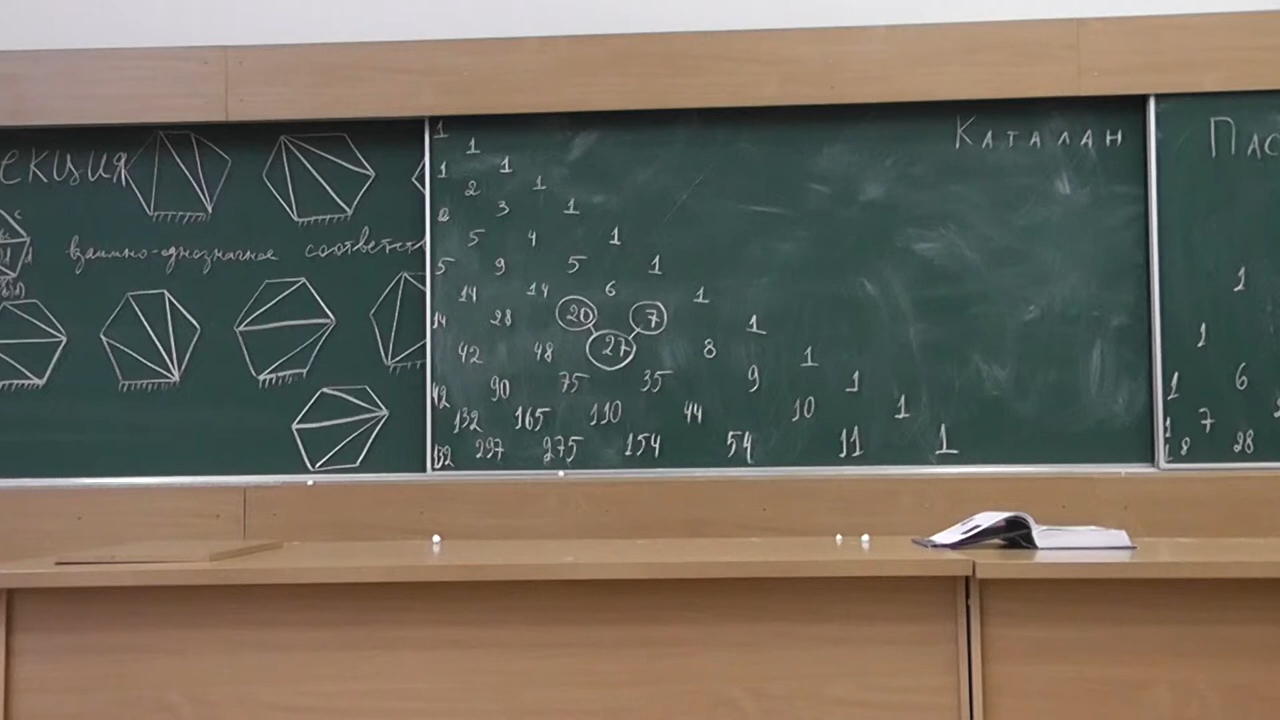 ЕКЦИЯ
C
взаимно-однозначное соответств
КАТАЛАН
1
1
1 1
2 1
2 3 1
5 4 1
5 9 5 1
14 14 6 1
14 28 20 7 1
42 48 27 8 1
42 90 75 35 9 1
132 165 110 44 10 1
132 297 275 154 54 11 1
ПАС
1
1
1 6
1 7
1 8 28